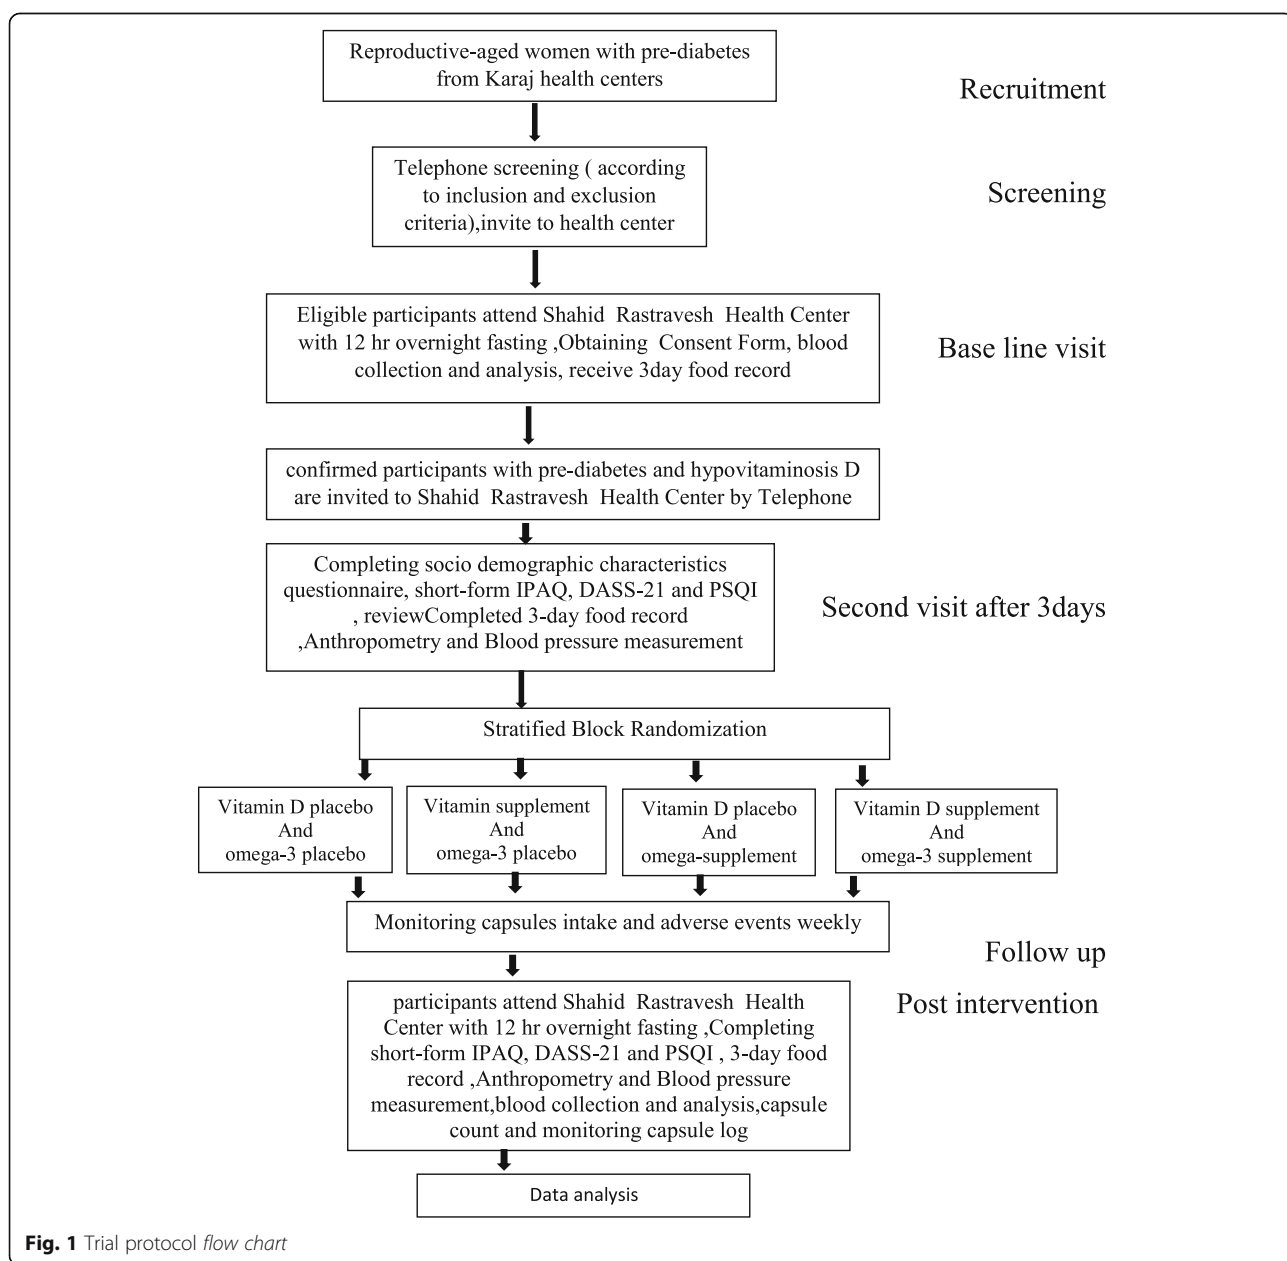 Reproductive-aged women with pre-diabetes
from Karaj health centers
Recruitment
Telephone screening ( according
to inclusion and exclusion
criteria),invite to health center
Screening
Eligible participants attend Shahid Rastravesh Health Center
with 12 hr overnight fasting ,Obtaining Consent Form, blood
collection and analysis, receive 3day food record
Base line visit
confirmed participants with pre-diabetes and hypovitaminosis D
are invited to Shahid Rastravesh Health Center by Telephone
Completing socio demographic characteristics
questionnaire, short-form IPAQ, DASS-21 and PSQI
, reviewCompleted 3-day food record
,Anthropometry and Blood pressure measurement
Second visit after 3days
Stratified Block Randomization
Vitamin D placebo
And
omega-3 placebo
Vitamin supplement
And
omega-3 placebo
Vitamin D placebo
And
omega-supplement
Vitamin D supplement
And
omega-3 supplement
Monitoring capsules intake and adverse events weekly
Follow up
participants attend Shahid Rastravesh Health
Center with 12 hr overnight fasting ,Completing
short-form IPAQ, DASS-21 and PSQI , 3-day food
record ,Anthropometry and Blood pressure
measurement,blood collection and analysis,capsule
count and monitoring capsule log
Post intervention
Data analysis
Fig. 1 Trial protocol flow chart